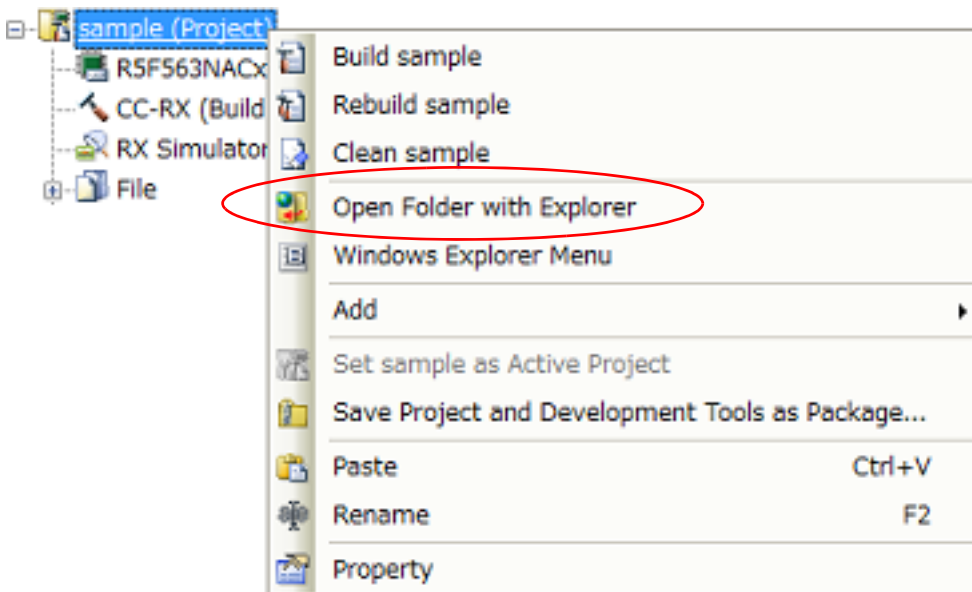 sample (Project)
R5F563NACx
CC-RX (Build
RX Simulator
File
Build sample
Rebuild sample
Clean sample
Open Folder with Explorer
Windows Explorer Menu
Add
Set sample as Active Project
Save Project and Development Tools as Package...
Paste Ctrl+V
Rename F2
Property